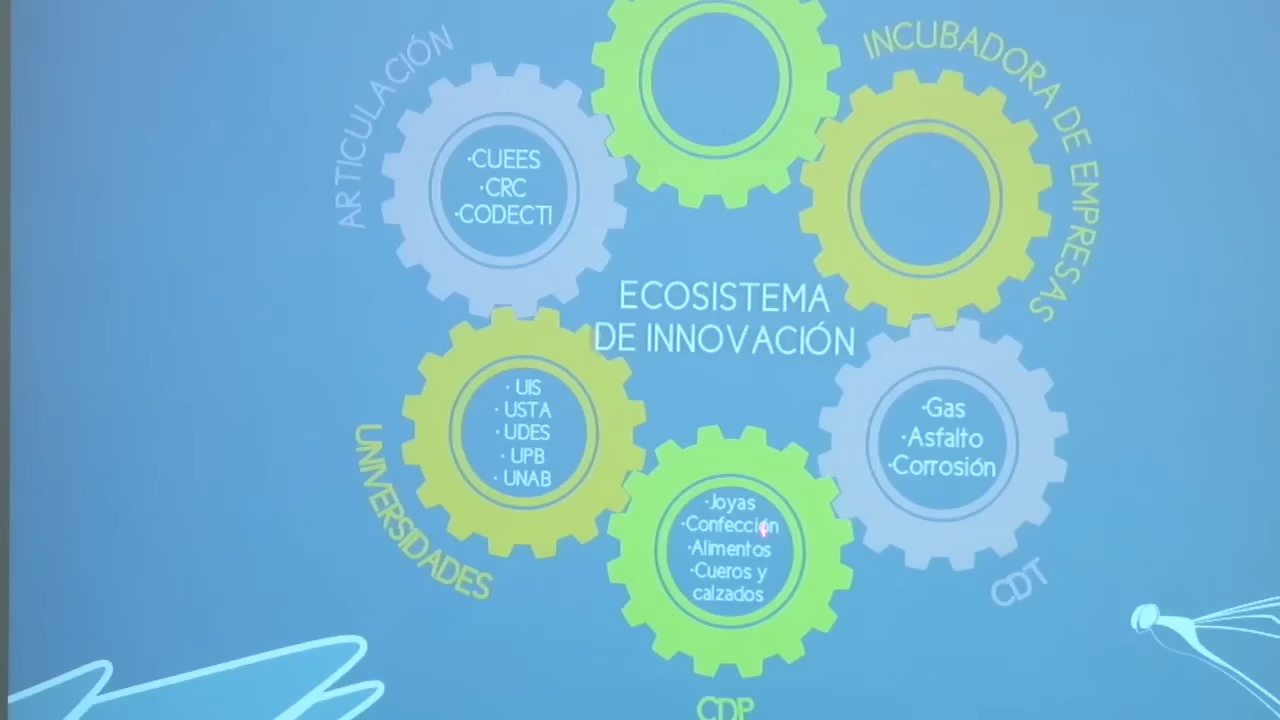 ARTICULACIÓN
INCUBADORA DE EMPRESAS
·CUEES
·CRC
·CODECTI
ECOSISTEMA
DE INNOVACIÓN
· UIS
· USTA
· UDES
· UPB
· UNAB
UNIVERSIDADES
·Gas
·Asfalto
·Corrosión
CDT
·Joyas
·Confección
·Alimentos
·Cueros y
calzados
CDP